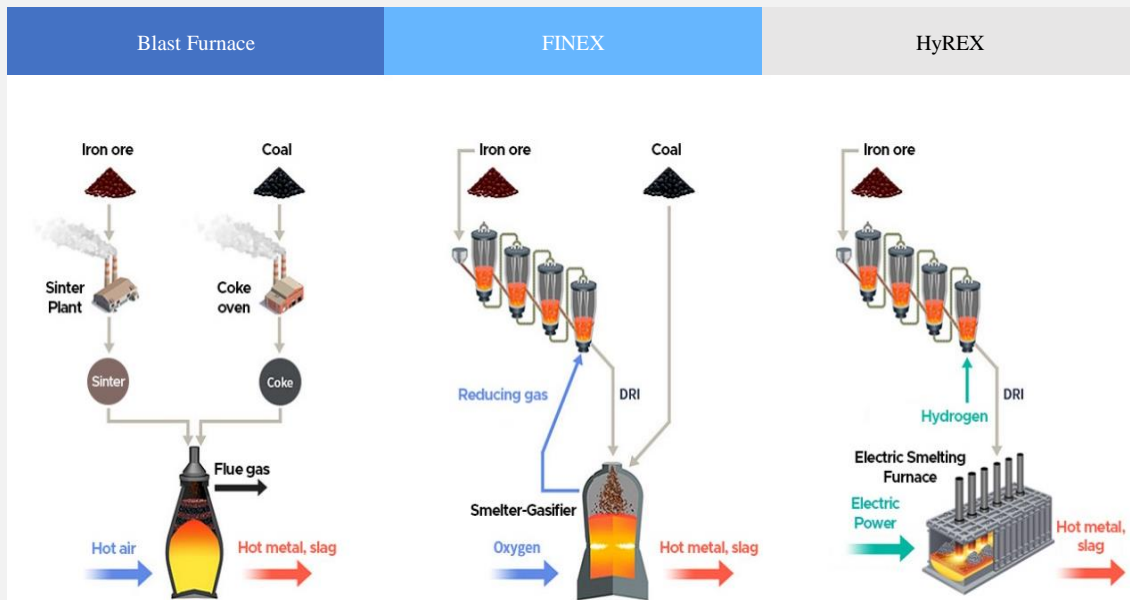 Blast Furnace
FINEX
HyREX
Iron ore
Coal
Sinter
Plant
Coke
oven
Sinter
Coke
Flue gas
Hot air
Hot metal, slag
Iron ore
Coal
Reducing gas
DRI
Smelter-Gasifier
Oxygen
Hot metal, slag
Iron ore
Hydrogen
DRI
Electric Smelting
Furnace
Electric
Power
Hot metal,
slag